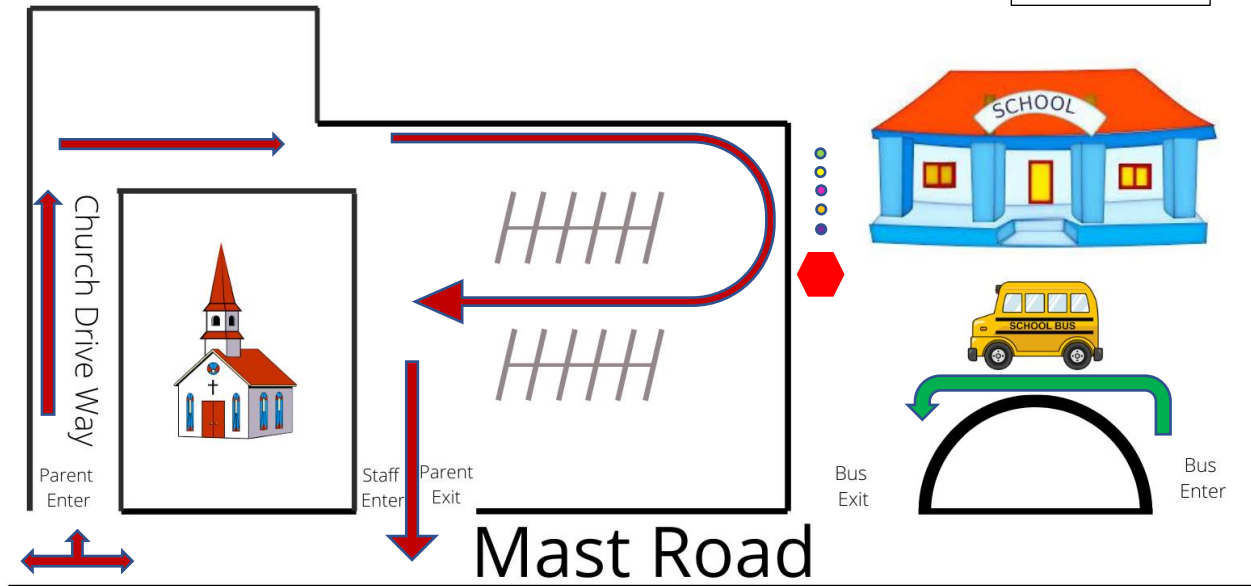 SCHOOL
SCHOOL BUS
Church Drive Way
Parent
Enter
Staff
Enter
Parent
Exit
Bus
Exit
Bus
Enter
Mast Road